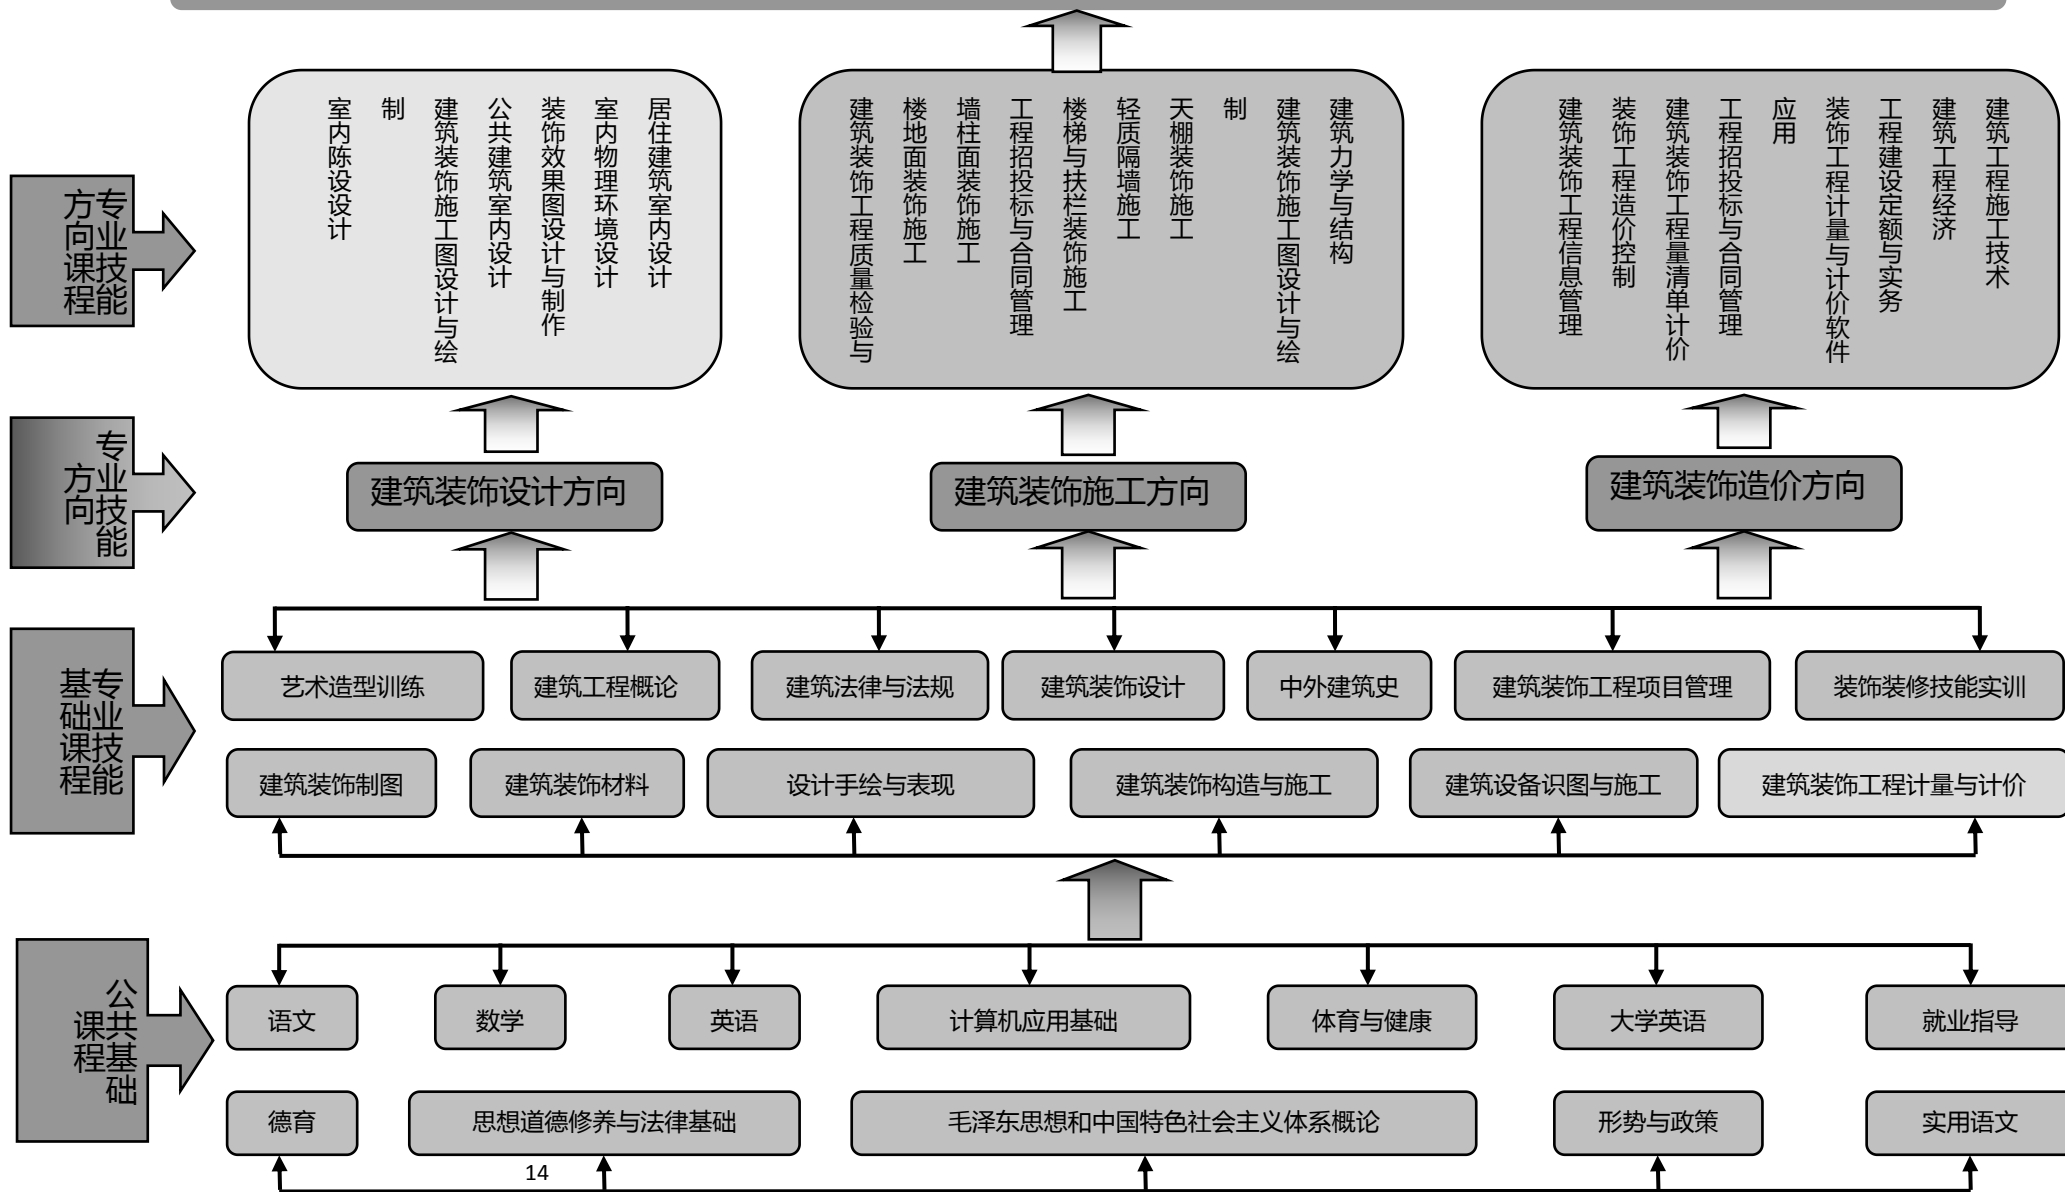 专业技能
方向课程
居住建筑室内设计
室内物理环境设计
装饰效果图设计与制作
公共建筑室内设计
建筑装饰施工图设计与绘
制
室内陈设设计
建筑力学与结构
建筑装饰施工图设计与绘
制
天棚装饰施工
轻质隔墙施工
楼梯与扶栏装饰施工
工程招投标与合同管理
墙柱面装饰施工
楼地面装饰施工
建筑装饰工程质量检验与
建筑工程施工技术
建筑工程经济
工程建设定额与实务
装饰工程计量与计价软件
应用
工程招投标与合同管理
建筑装饰工程量清单计价
装饰工程造价控制
建筑装饰工程信息管理
专业技能
方向
建筑装饰设计方向
建筑装饰施工方向
建筑装饰造价方向
专业技能
基础课程
艺术造型训练
建筑工程概论
建筑法律与法规
建筑装饰设计
中外建筑史
建筑装饰工程项目管理
装饰装修技能实训
建筑装饰制图
建筑装饰材料
设计手绘与表现
建筑装饰构造与施工
建筑设备识图与施工
建筑装饰工程计量与计价
公共基础
课程
语文
数学
英语
计算机应用基础
体育与健康
大学英语
就业指导
德育
思想道德修养与法律基础
毛泽东思想和中国特色社会主义体系概论
形势与政策
实用语文
14